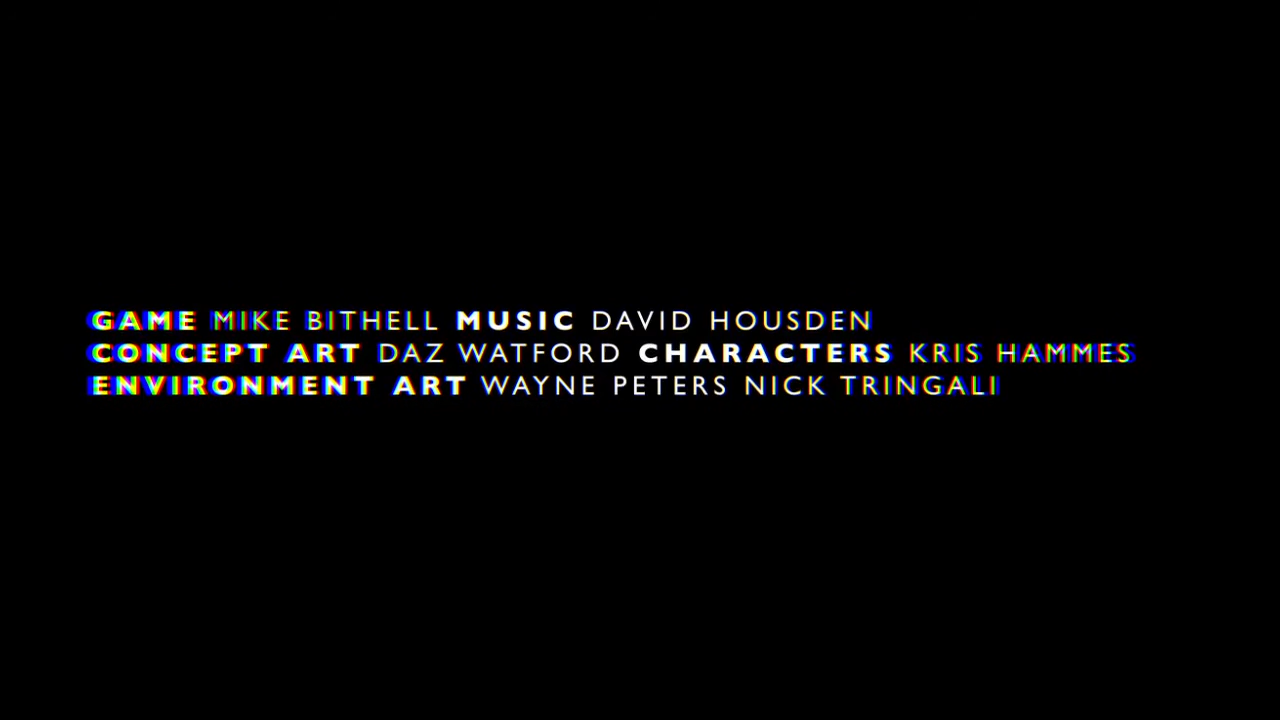 GAME MIKE BITHELL MUSIC DAVID HOUSDEN
CONCEPT ART DAZ WATFORD CHARACTERS KRIS HAMMES
ENVIRONMENT ART WAYNE PETERS NICK TRINGALI